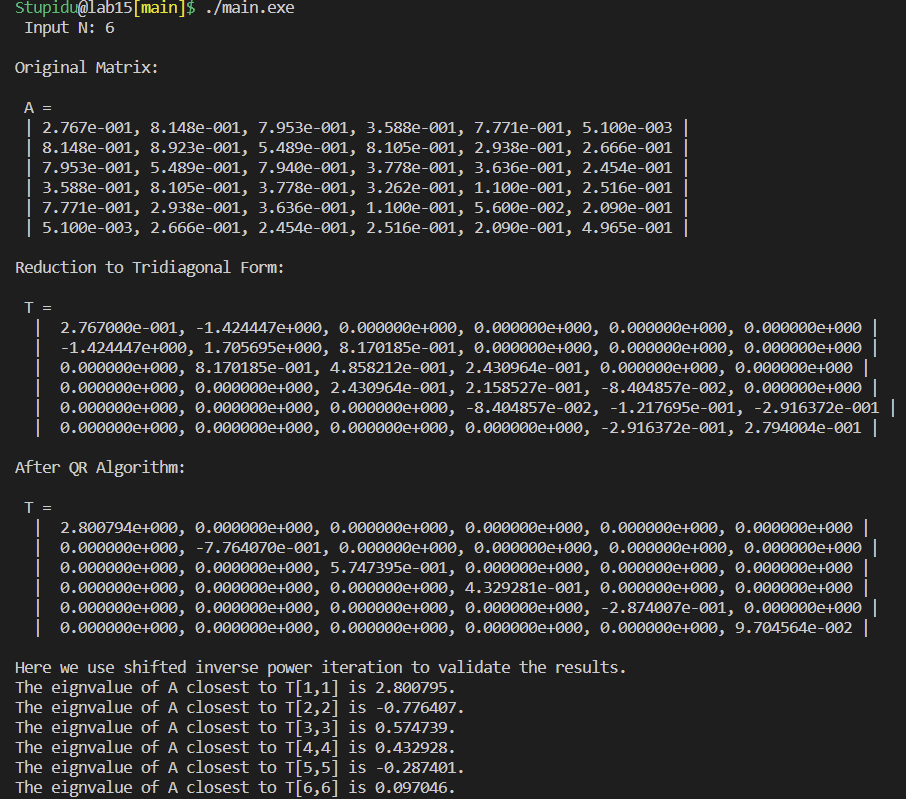 Stupidu@lab15[main]$ ./main.exe
Input N: 6
Original Matrix:
A =
| 2.767e-001, 8.148e-001, 7.953e-001, 3.588e-001, 7.771e-001, 5.100e-003 |
| 8.148e-001, 8.923e-001, 5.489e-001, 8.105e-001, 2.938e-001, 2.666e-001 |
| 7.953e-001, 5.489e-001, 7.940e-001, 3.778e-001, 3.636e-001, 2.454e-001 |
| 3.588e-001, 8.105e-001, 3.778e-001, 3.262e-001, 1.100e-001, 2.516e-001 |
| 7.771e-001, 2.938e-001, 3.636e-001, 1.100e-001, 5.600e-002, 2.090e-001 |
| 5.100e-003, 2.666e-001, 2.454e-001, 2.516e-001, 2.090e-001, 4.965e-001 |
Reduction to Tridiagonal Form:
T =
| 2.767000e-001, -1.424447e+000, 0.000000e+000, 0.000000e+000, 0.000000e+000, 0.000000e+000 |
| -1.424447e+000, 1.705695e+000, 8.170185e-001, 0.000000e+000, 0.000000e+000, 0.000000e+000 |
| 0.000000e+000, 8.170185e-001, 4.858212e-001, 2.430964e-001, 0.000000e+000, 0.000000e+000 |
| 0.000000e+000, 0.000000e+000, 2.430964e-001, 2.158527e-001, -8.404857e-002, 0.000000e+000 |
| 0.000000e+000, 0.000000e+000, 0.000000e+000, -8.404857e-002, -1.217695e-001, -2.916372e-001 |
| 0.000000e+000, 0.000000e+000, 0.000000e+000, 0.000000e+000, -2.916372e-001, 2.794004e-001 |
After QR Algorithm:
T =
| 2.800794e+000, 0.000000e+000, 0.000000e+000, 0.000000e+000, 0.000000e+000, 0.000000e+000 |
| 0.000000e+000, -7.764070e-001, 0.000000e+000, 0.000000e+000, 0.000000e+000, 0.000000e+000 |
| 0.000000e+000, 0.000000e+000, 5.747395e-001, 0.000000e+000, 0.000000e+000, 0.000000e+000 |
| 0.000000e+000, 0.000000e+000, 0.000000e+000, 4.329281e-001, 0.000000e+000, 0.000000e+000 |
| 0.000000e+000, 0.000000e+000, 0.000000e+000, 0.000000e+000, -2.874007e-001, 0.000000e+000 |
| 0.000000e+000, 0.000000e+000, 0.000000e+000, 0.000000e+000, 0.000000e+000, 9.704564e-002 |
Here we use shifted inverse power iteration to validate the results.
The eignvalue of A closest to T[1,1] is 2.800795.
The eignvalue of A closest to T[2,2] is -0.776407.
The eignvalue of A closest to T[3,3] is 0.574739.
The eignvalue of A closest to T[4,4] is 0.432928.
The eignvalue of A closest to T[5,5] is -0.287401.
The eignvalue of A closest to T[6,6] is 0.097046.